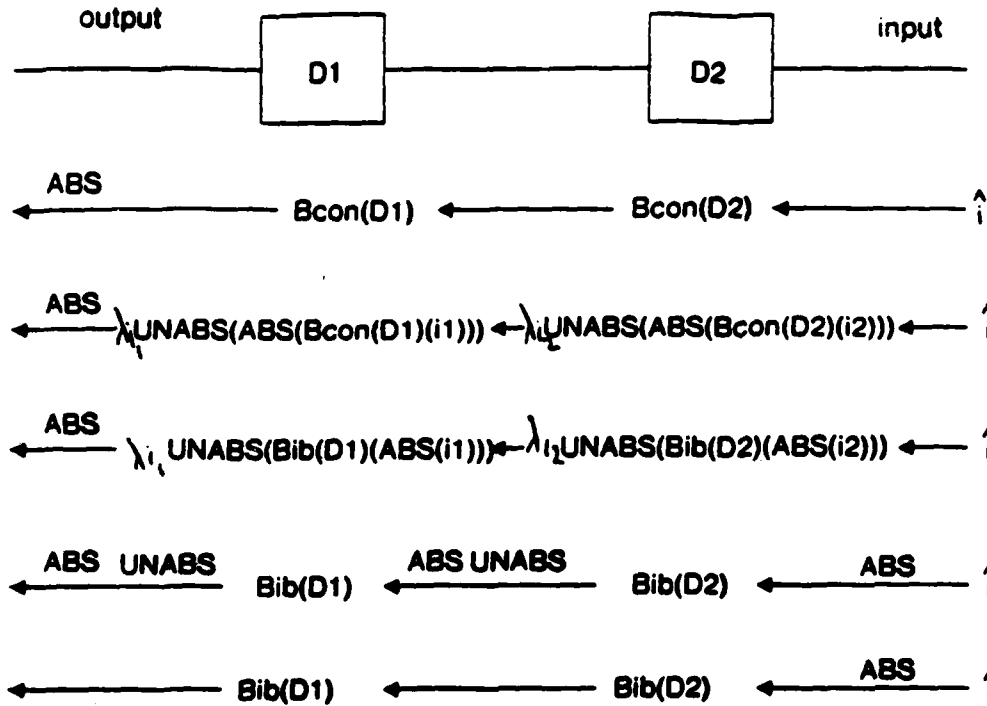 output input
D1 D2
ABS
Bcon(D1) Bcon(D2) î
ABS
λi₁UNABS(ABS(Bcon(D1)(i1))) λi₂UNABS(ABS(Bcon(D2)(i2)))
ABS
λi₁UNABS(Bib(D1)(ABS(i1))) λi₂UNABS(Bib(D2)(ABS(i2)))
ABS UNABS ABS UNABS ABS
Bib(D1) Bib(D2)
ABS
Bib(D1) Bib(D2)